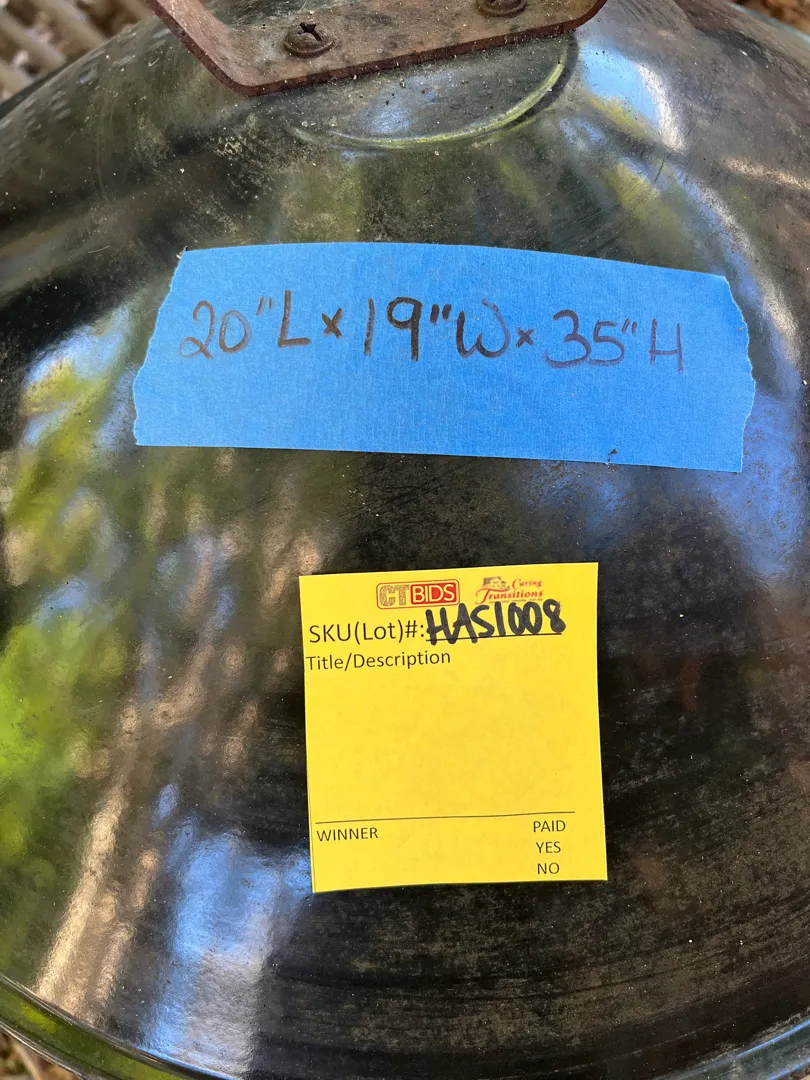 20"L x 19"W x 35"H
CTBIDS Caring Transitions
SKU(Lot)#: HAS1008
Title/Description
WINNER PAID
YES
NO